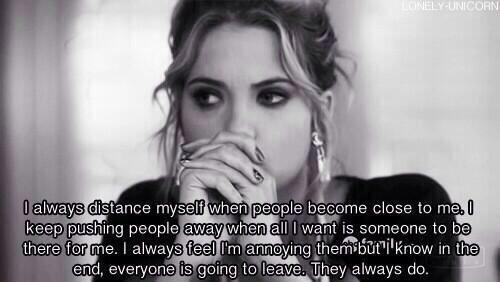 LONELY-UNICORN
I always distance myself when people become close to me. I
keep pushing people away when all I want is someone to be
there for me. I always feel I'm annoying them but I know in the
end, everyone is going to leave. They always do.